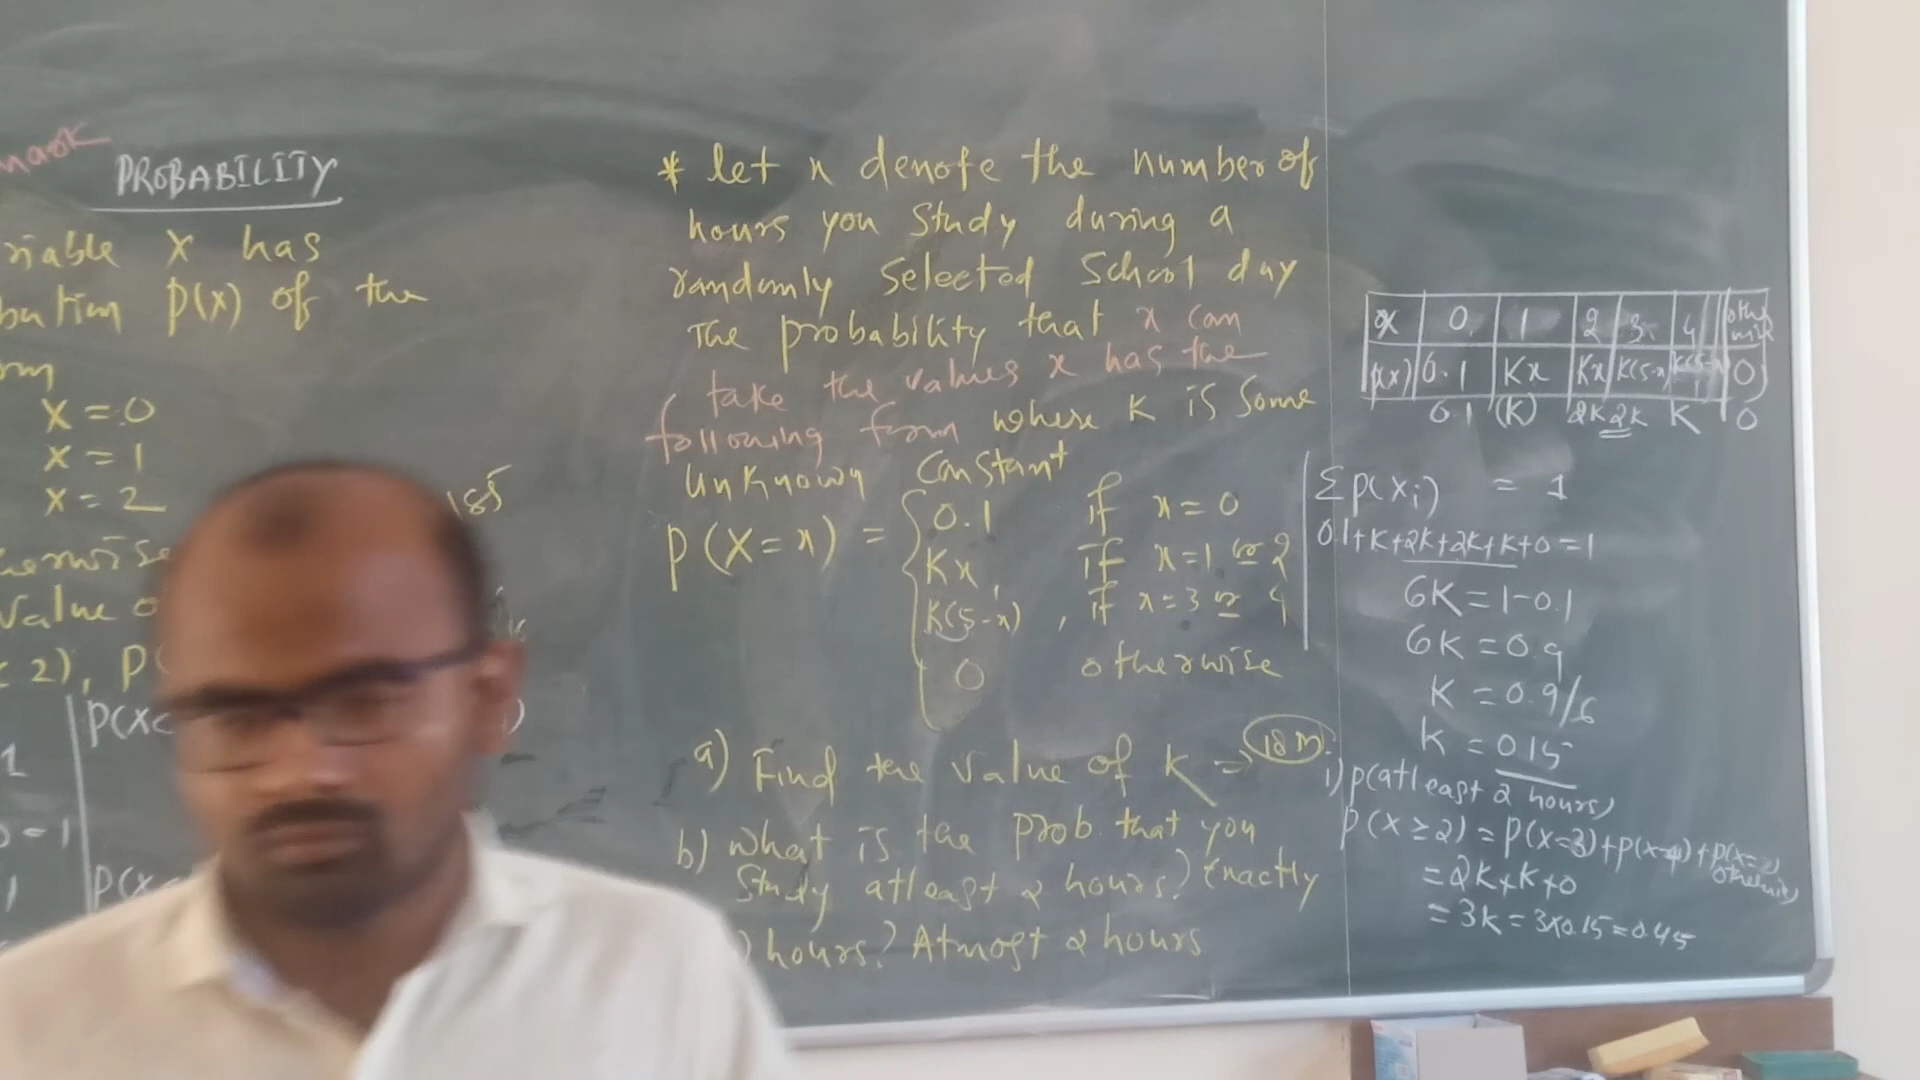 PROBABILITY
riable X has
bution p(x) of the
X = 0
X = 1
X = 2
erwise
value o
< 2), P(
P(X<
* let x denote the number of
hours you study during a
randomly selected School day
The probability that x can
take the values x has the
following form where K is some
unknown constant
p(X=x) = 0.1 if x=0
Kx, if x=1 or 2
K(5-x), if x=3 or 4
0 otherwise
a) Find the value of K ⇒ 18 m
b) what is the prob. that you
study atleast 2 hours? Exactly
hours? Atmost 2 hours
x 0 1 2 3 4
p(x) 0.1 Kx Kx K(5-x) 0
0.1 (K) 2K 2K K 0
Σp(xi) = 1
0.1+K+2K+2K+K+0=1
6K=1-0.1
6K=0.9
K=0.9/6
K=0.15
i) p(atleast 2 hours)
P(X≥2)=P(X=3)+P(X=4)+
=2K+K+0
=3K=3x0.15=0.45